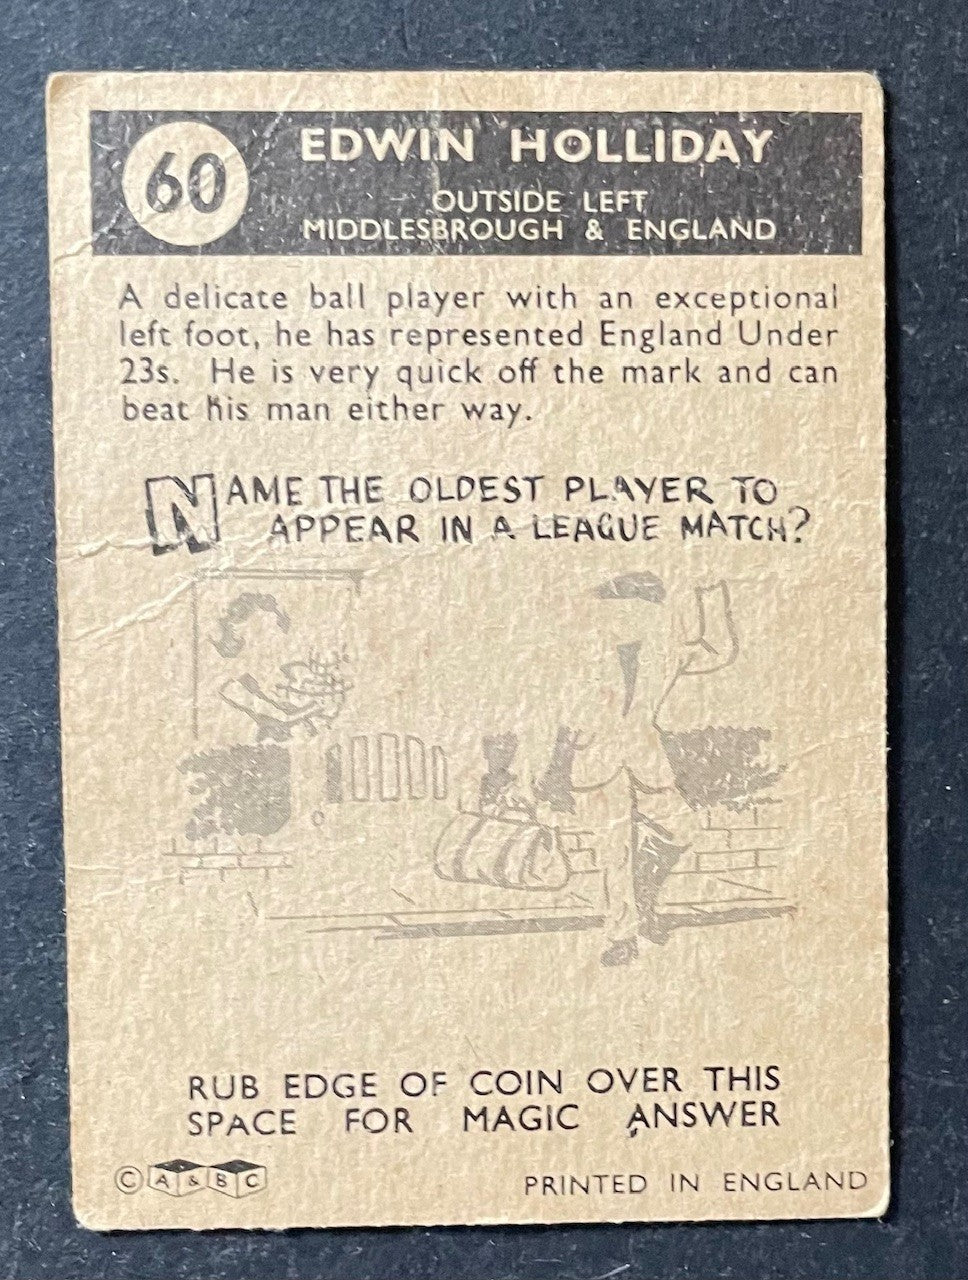 60
EDWIN HOLLIDAY
OUTSIDE LEFT
MIDDLESBROUGH & ENGLAND
A delicate ball player with an exceptional
left foot, he has represented England Under
23s. He is very quick off the mark and can
beat his man either way.
NAME THE OLDEST PLAYER TO
APPEAR IN A LEAGUE MATCH?
RUB EDGE OF COIN OVER THIS
SPACE FOR MAGIC ANSWER
© A & B C
PRINTED IN ENGLAND